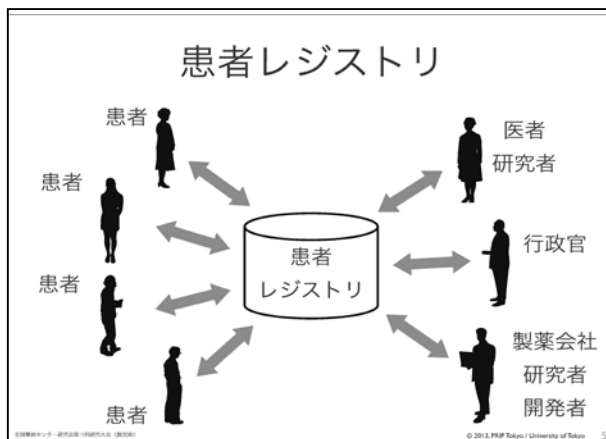 患者レジストリ
患者
患者
患者
患者
患者
レジストリ
医者
研究者
行政官
製薬会社
研究者
開発者
© 2013, PRIP Tokyo / University of Tokyo
5